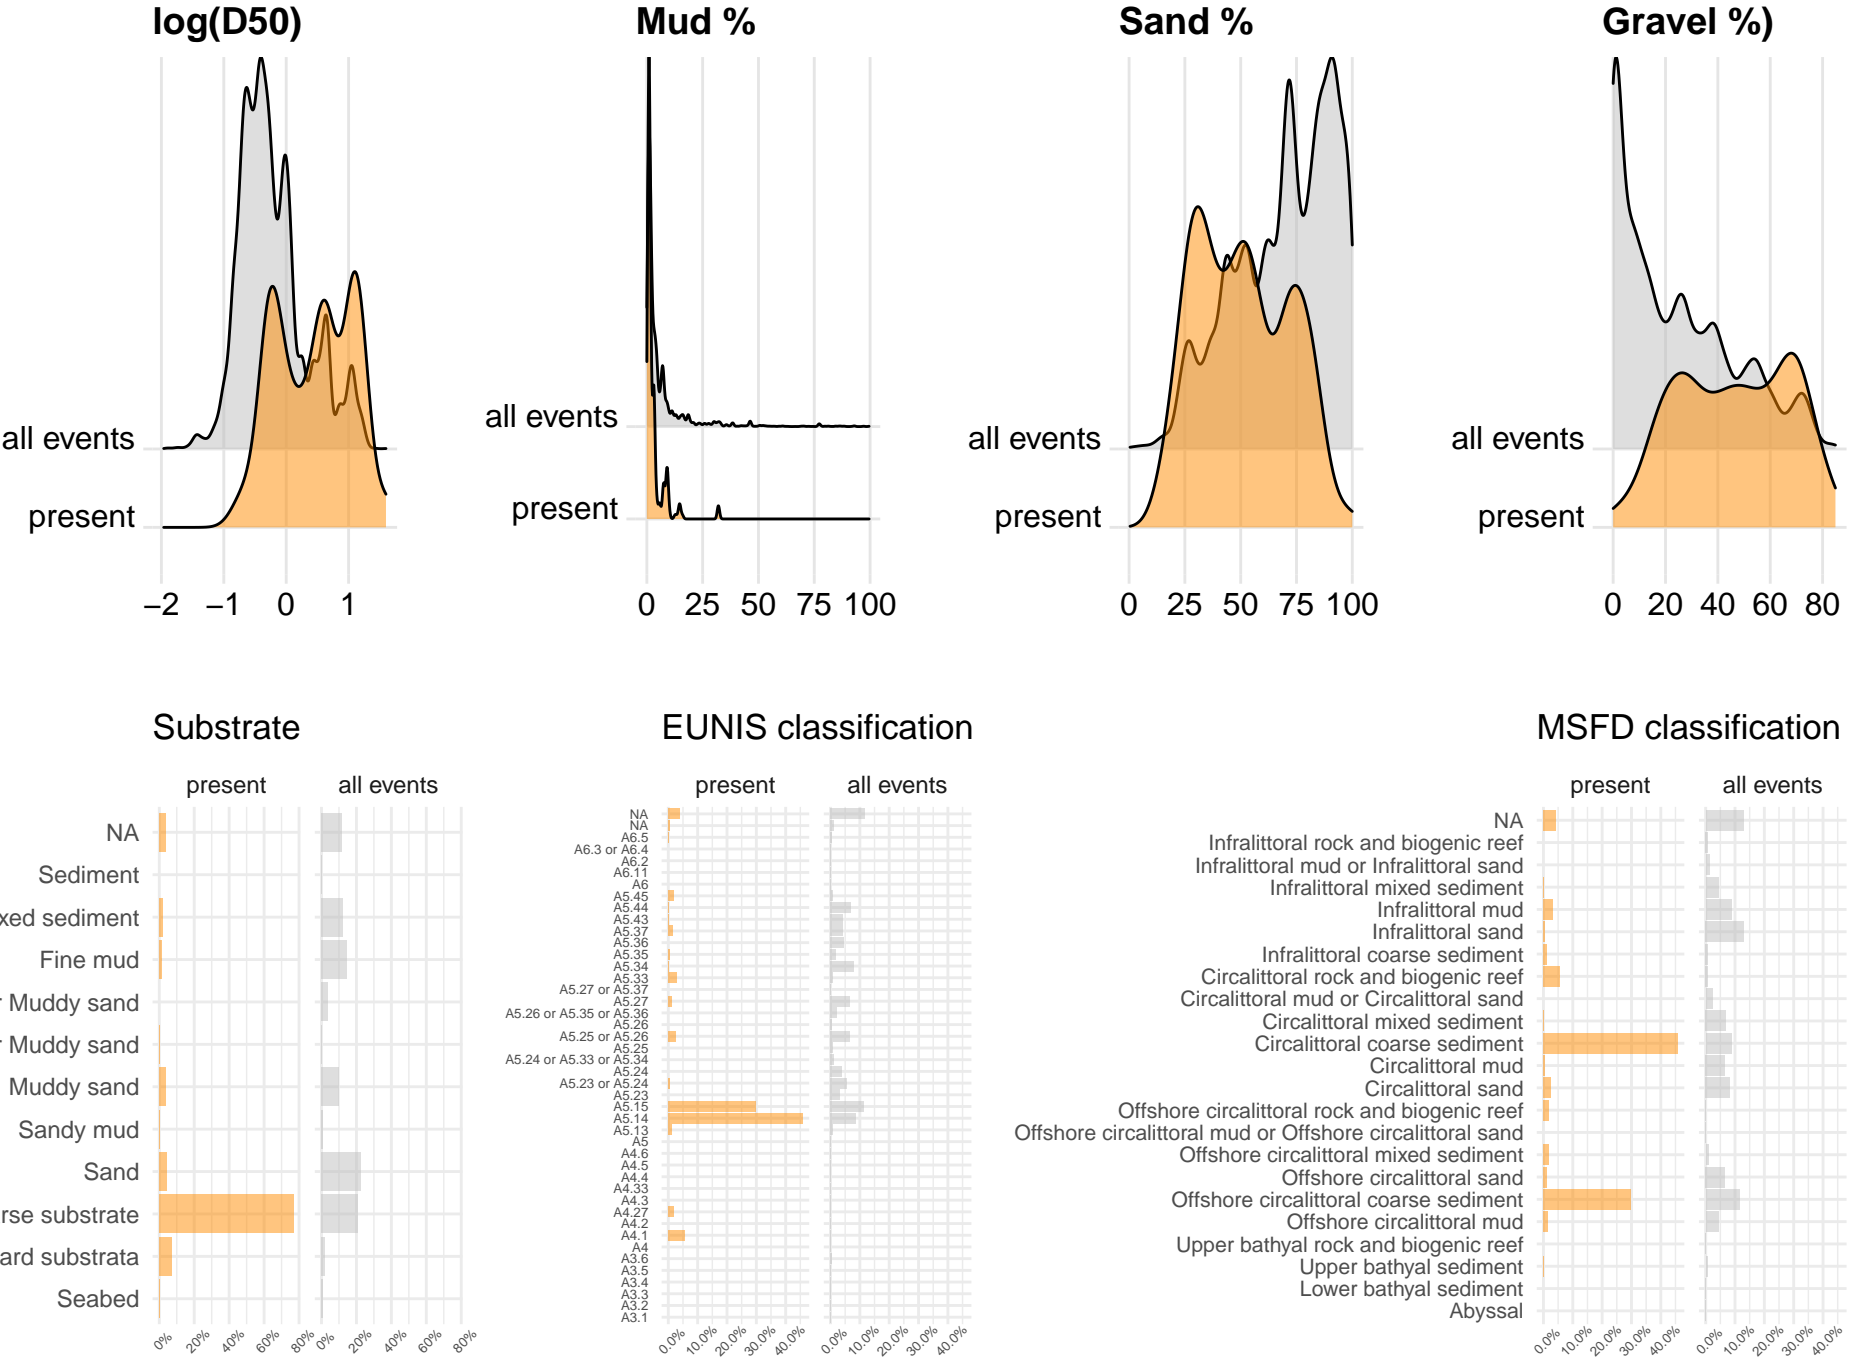 log(D50)
Mud %
Sand %
Gravel %)
all events
present
−2 −1 0 1
all events
present
0 25 50 75 100
all events
present
0 25 50 75 100
all events
present
0 20 40 60 80
Substrate
present all events
NA
Sediment
xed sediment
Fine mud
r Muddy sand
r Muddy sand
Muddy sand
Sandy mud
Sand
rse substrate
ard substrata
Seabed
0% 20% 40% 60% 80% 0% 20% 40% 60% 80%
EUNIS classification
present all events
NA
NA
A6.5
A6.3 or A6.4
A6.2
A6.11
A6
A5.45
A5.44
A5.43
A5.37
A5.36
A5.35
A5.34
A5.33
A5.27 or A5.37
A5.27
A5.26 or A5.35 or A5.36
A5.26
A5.25 or A5.26
A5.25
A5.24 or A5.33 or A5.34
A5.24
A5.23 or A5.24
A5.23
A5.15
A5.14
A5.13
A5
A4.6
A4.5
A4.4
A4.33
A4.3
A4.27
A4.2
A4.1
A4
A3.6
A3.5
A3.4
A3.3
A3.2
A3.1
0.0% 10.0% 20.0% 30.0% 40.0% 0.0% 10.0% 20.0% 30.0% 40.0%
MSFD classification
present all events
NA
Infralittoral rock and biogenic reef
Infralittoral mud or Infralittoral sand
Infralittoral mixed sediment
Infralittoral mud
Infralittoral sand
Infralittoral coarse sediment
Circalittoral rock and biogenic reef
Circalittoral mud or Circalittoral sand
Circalittoral mixed sediment
Circalittoral coarse sediment
Circalittoral mud
Circalittoral sand
Offshore circalittoral rock and biogenic reef
Offshore circalittoral mud or Offshore circalittoral sand
Offshore circalittoral mixed sediment
Offshore circalittoral sand
Offshore circalittoral coarse sediment
Offshore circalittoral mud
Upper bathyal rock and biogenic reef
Upper bathyal sediment
Lower bathyal sediment
Abyssal
0.0% 10.0% 20.0% 30.0% 40.0% 0.0% 10.0% 20.0% 30.0% 40.0%